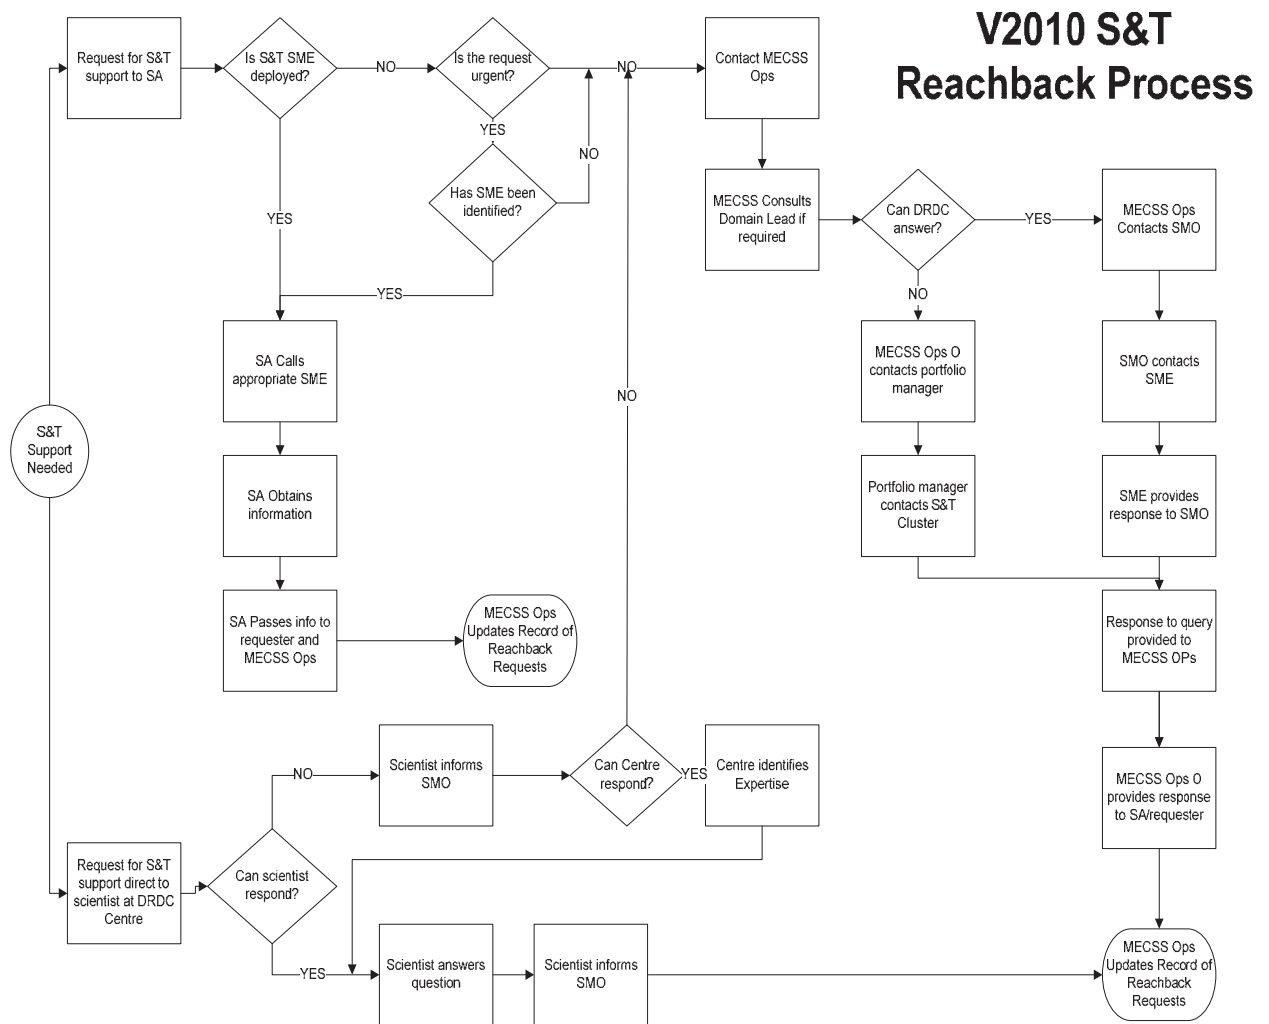 V2010 S&T
Reachback Process
Request for S&T
support to SA
Is S&T SME
deployed?
NO
Is the request
urgent?
NO
Contact MECSS
Ops
YES
NO
Has SME been
identified?
YES
YES
MECSS Consults
Domain Lead if
required
Can DRDC
answer?
YES
MECSS Ops
Contacts SMO
NO
SA Calls
appropriate SME
MECSS Ops O
contacts portfolio
manager
SMO contacts
SME
NO
S&T
Support
Needed
SA Obtains
information
Portfolio manager
contacts S&T
Cluster
SME provides
response to SMO
SA Passes info to
requester and
MECSS Ops
MECSS Ops
Updates Record of
Reachback
Requests
Response to query
provided to
MECSS OPs
NO
Scientist informs
SMO
Can Centre
respond?
YES
Centre identifies
Expertise
MECSS Ops O
provides response
to SA/requester
Request for S&T
support direct to
scientist at DRDC
Centre
Can scientist
respond?
YES
Scientist answers
question
Scientist informs
SMO
MECSS Ops
Updates Record of
Reachback
Requests